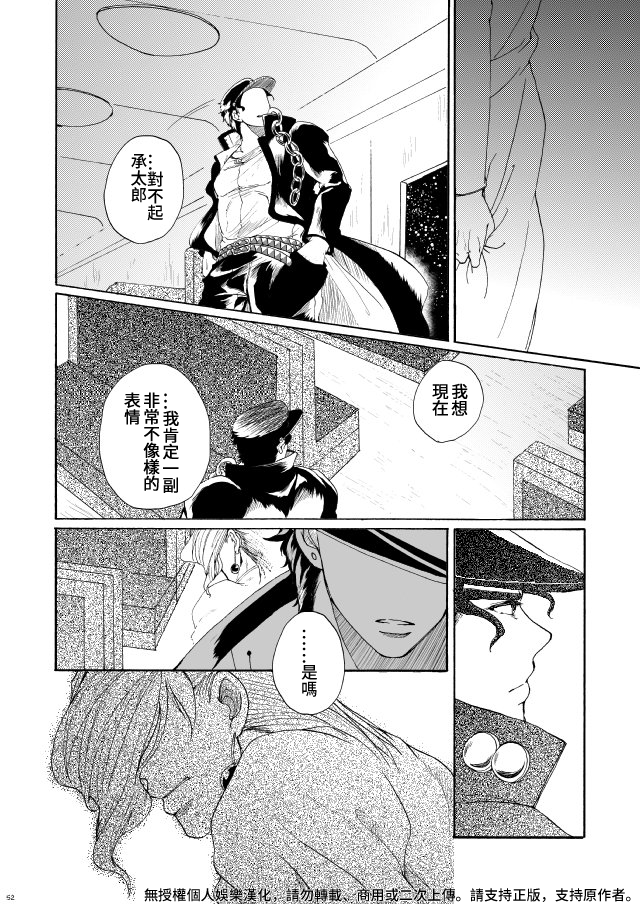 …對不起
承太郎
我想
現在
…我肯定一副
非常不像樣的
表情
……是嗎
52
無授權個人娛樂漢化，請勿轉載、商用或二次上傳。請支持正版，支持原作者。